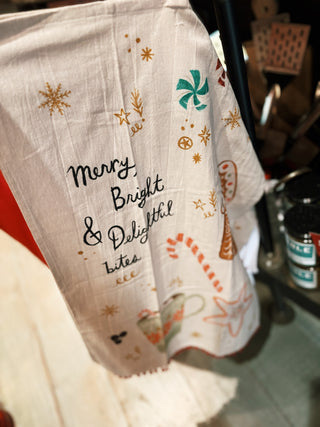 Merry,
Bright
& Delightful
bites